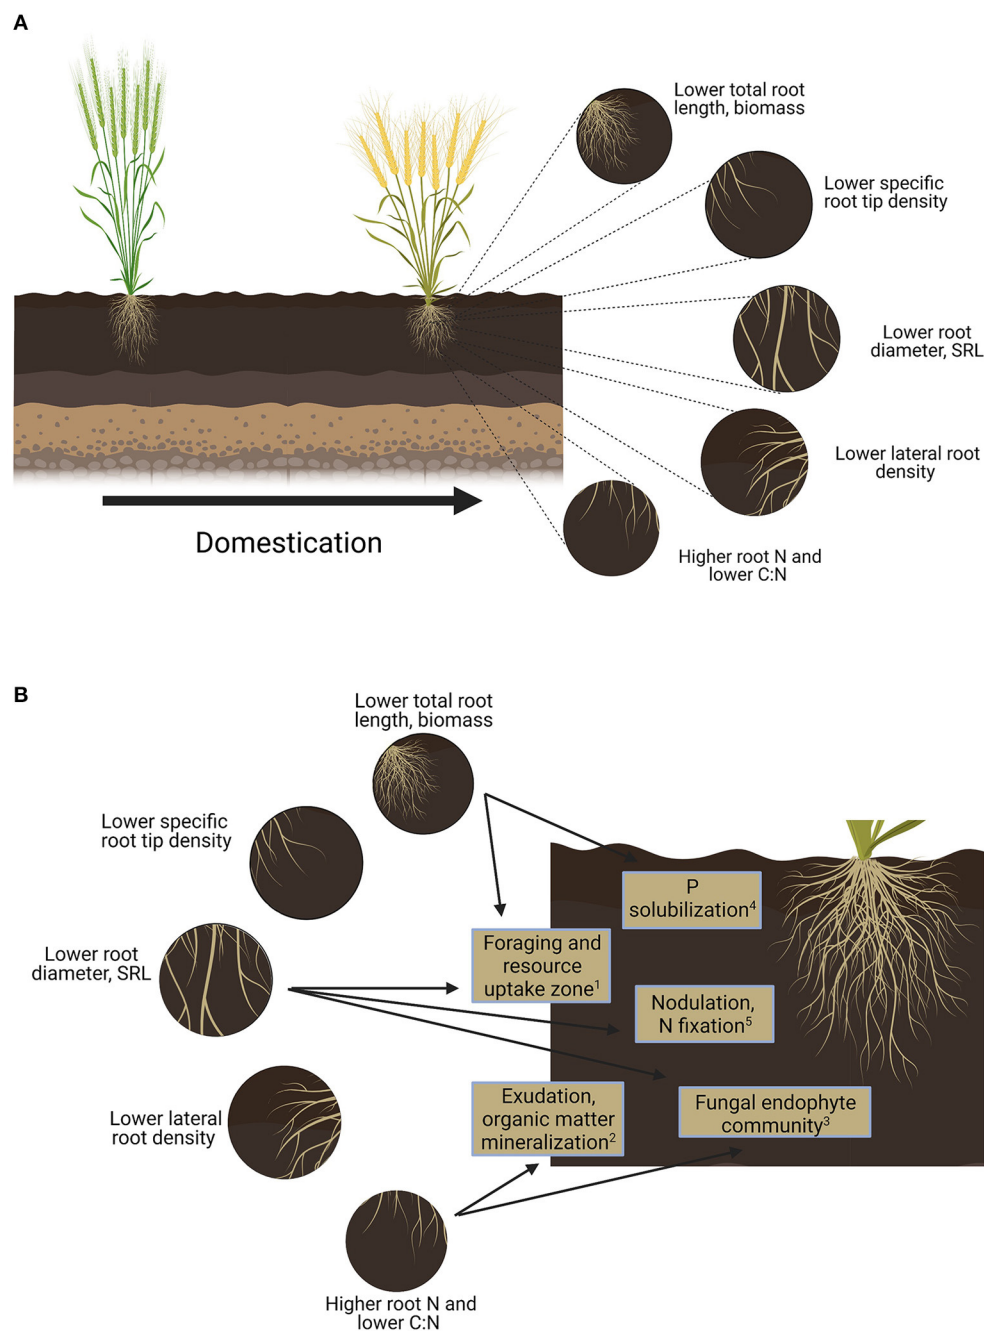 A
Lower total root
length, biomass
Lower specific
root tip density
Lower root
diameter, SRL
Lower lateral root
density
Higher root N and
lower C:N
Domestication
B
Lower total root
length, biomass
Lower specific
root tip density
Lower root
diameter, SRL
Lower lateral
root density
Higher root N and
lower C:N
P
solubilization⁴
Foraging and
resource
uptake zone¹
Nodulation,
N fixation⁵
Exudation,
organic matter
mineralization²
Fungal endophyte
community³